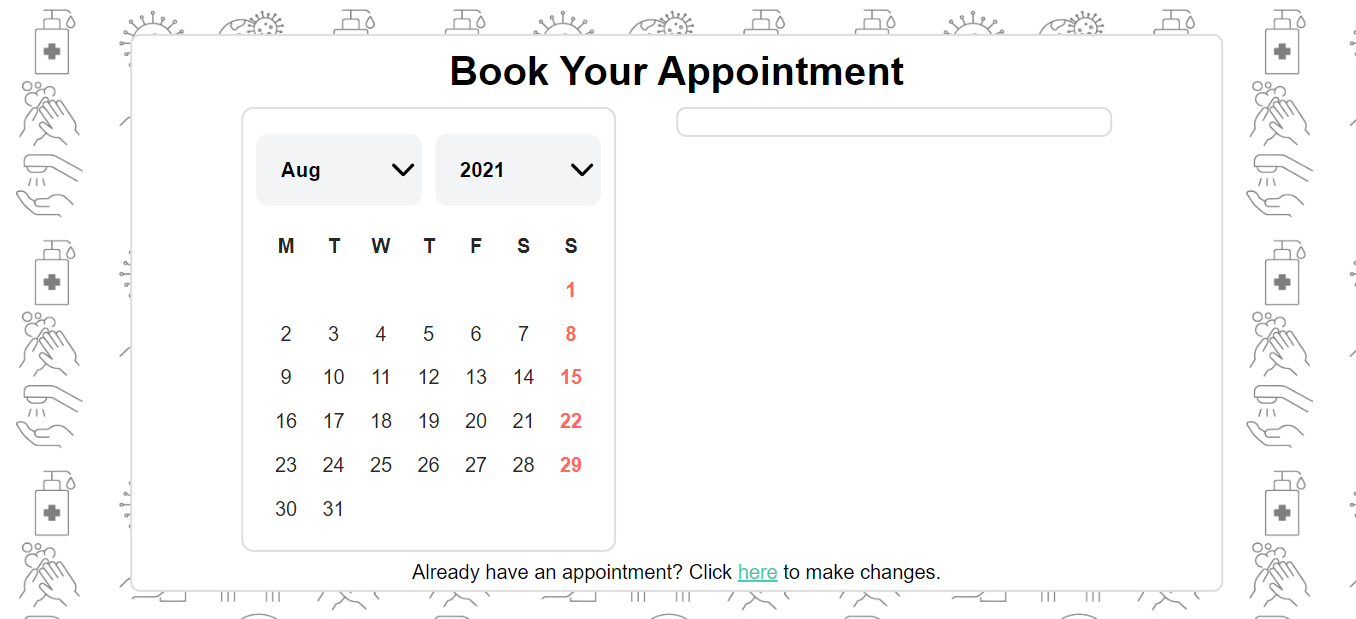 Book Your Appointment
Aug 2021
M T W T F S S
1
2 3 4 5 6 7 8
9 10 11 12 13 14 15
16 17 18 19 20 21 22
23 24 25 26 27 28 29
30 31
Already have an appointment? Click here to make changes.